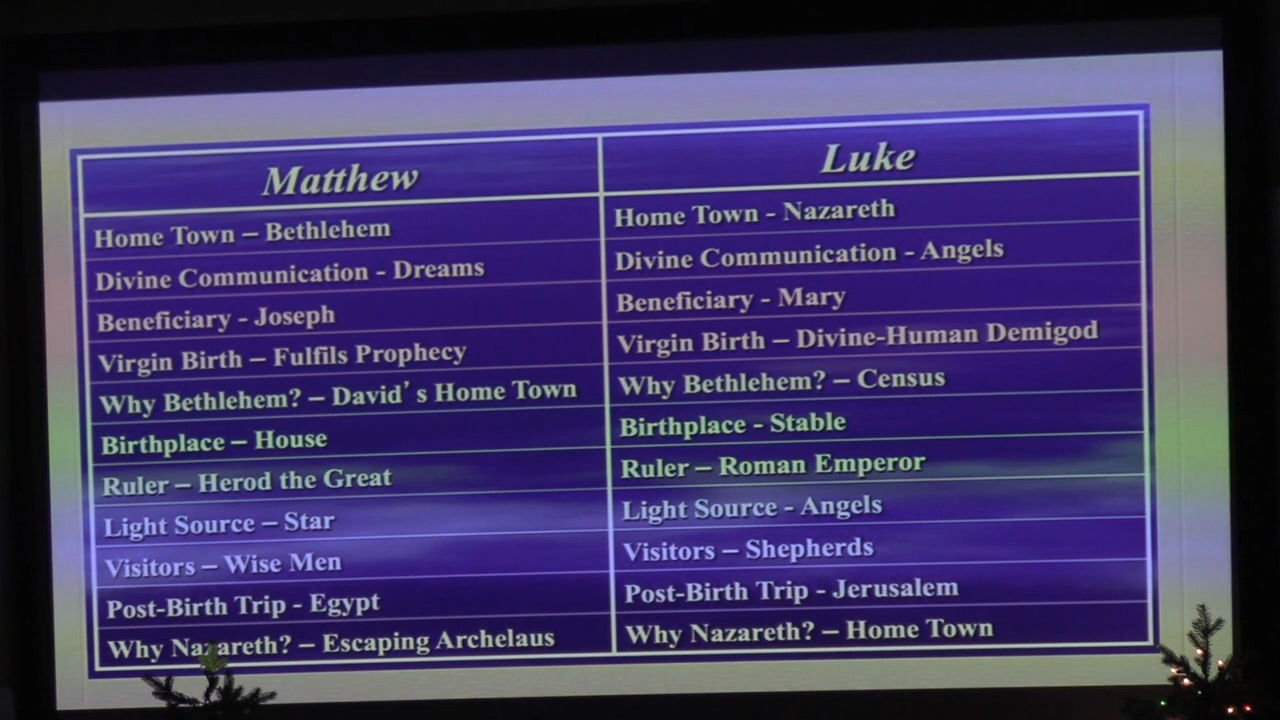 Matthew
Luke
Home Town – Bethlehem
Home Town - Nazareth
Divine Communication - Dreams
Divine Communication - Angels
Beneficiary - Joseph
Beneficiary - Mary
Virgin Birth – Fulfils Prophecy
Virgin Birth – Divine-Human Demigod
Why Bethlehem? – David's Home Town
Why Bethlehem? – Census
Birthplace – House
Birthplace - Stable
Ruler – Herod the Great
Ruler – Roman Emperor
Light Source – Star
Light Source - Angels
Visitors – Wise Men
Visitors – Shepherds
Post-Birth Trip - Egypt
Post-Birth Trip - Jerusalem
Why Nazareth? – Escaping Archelaus
Why Nazareth? – Home Town